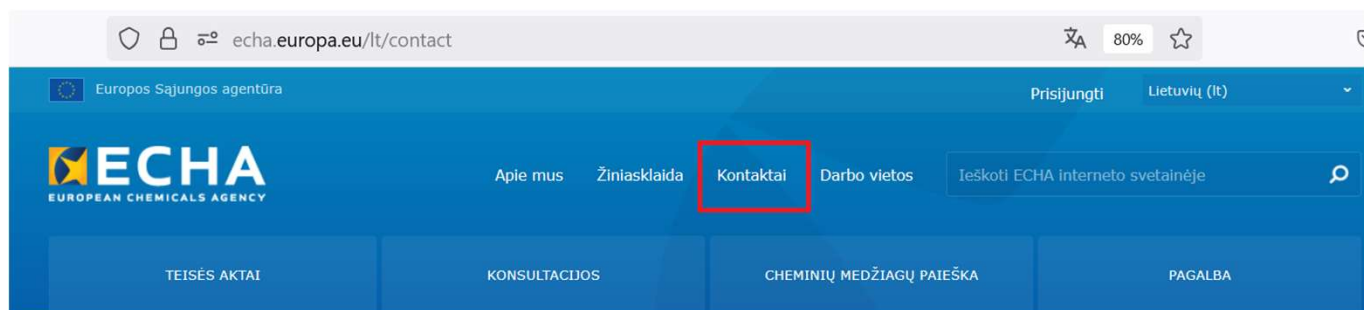 echa.europa.eu/lt/contact 80%
Europos Sąjungos agentūra Prisijungti Lietuvių (lt)
ECHA
EUROPEAN CHEMICALS AGENCY
Apie mus Žiniasklaida Kontaktai Darbo vietos Ieškoti ECHA interneto svetainėje
TEISĖS AKTAI KONSULTACIJOS CHEMINIŲ MEDŽIAGŲ PAIEŠKA PAGALBA